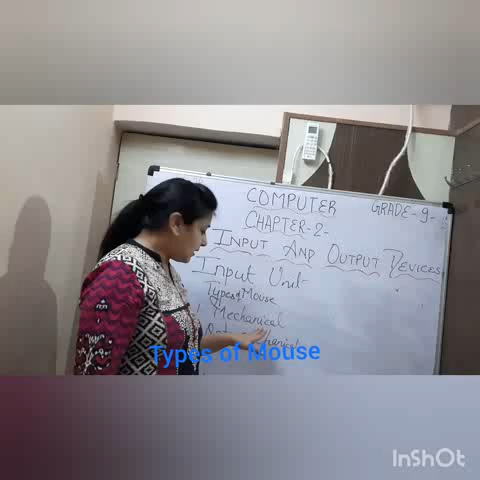 COMPUTER GRADE-9-
CHAPTER-2-
INPUT AND OUTPUT DEVICES
Input Unit-
Types of Mouse
Mechanical
Types of Mouse
InShOt